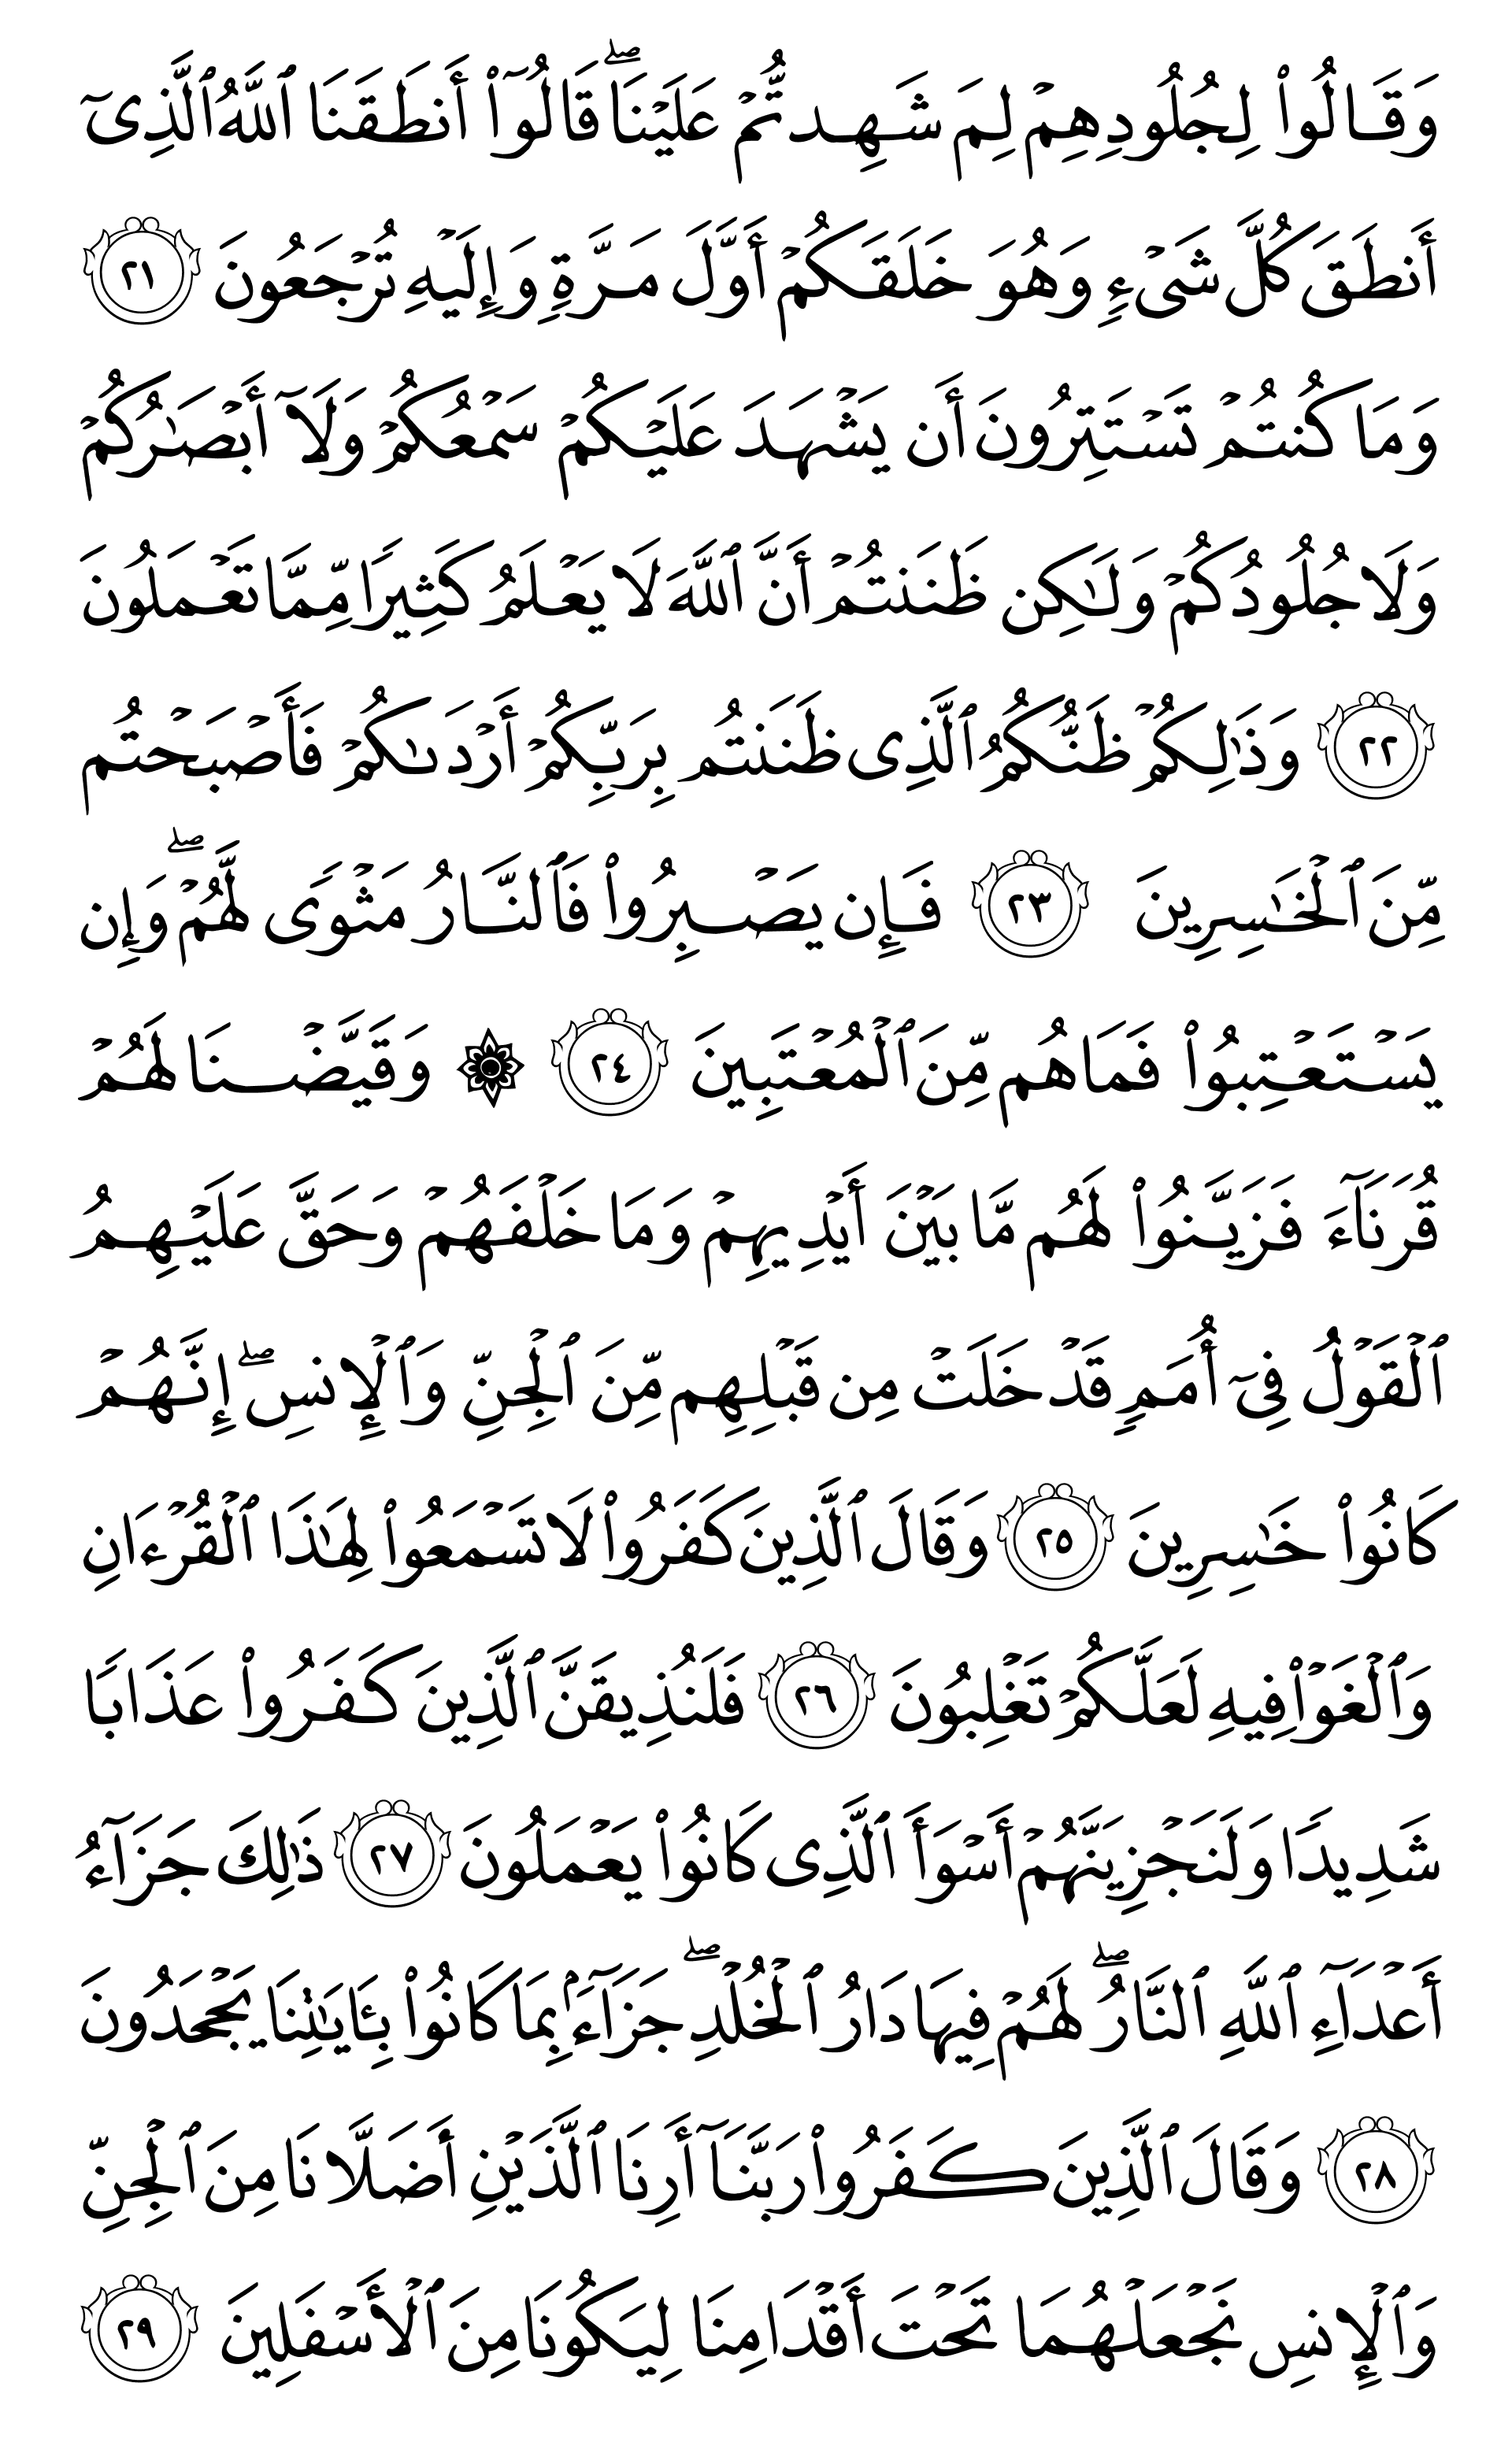 وَقَالُوا۟ لِجُلُودِهِمْ لِمَ شَهِدتُّمْ عَلَيْنَا ۖ قَالُوٓا۟ أَنطَقَنَا ٱللَّهُ ٱلَّذِىٓ
أَنطَقَ كُلَّ شَىْءٍ وَهُوَ خَلَقَكُمْ أَوَّلَ مَرَّةٍ وَإِلَيْهِ تُرْجَعُونَ ٢١
وَمَا كُنتُمْ تَسْتَتِرُونَ أَن يَشْهَدَ عَلَيْكُمْ سَمْعُكُمْ وَلَآ أَبْصَـٰرُكُمْ
وَلَا جُلُودُكُمْ وَلَـٰكِن ظَنَنتُمْ أَنَّ ٱللَّهَ لَا يَعْلَمُ كَثِيرًا مِّمَّا تَعْمَلُونَ
٢٢ وَذَٰلِكُمْ ظَنُّكُمُ ٱلَّذِى ظَنَنتُم بِرَبِّكُمْ أَرْدَىٰكُمْ فَأَصْبَحْتُم
مِّنَ ٱلْخَـٰسِرِينَ ٢٣ فَإِن يَصْبِرُوا۟ فَٱلنَّارُ مَثْوًى لَّهُمْ ۖ وَإِن
يَسْتَعْتِبُوا۟ فَمَا هُم مِّنَ ٱلْمُعْتَبِينَ ٢٤ ۞ وَقَيَّضْنَا لَهُمْ
قُرَنَآءَ فَزَيَّنُوا۟ لَهُم مَّا بَيْنَ أَيْدِيهِمْ وَمَا خَلْفَهُمْ وَحَقَّ عَلَيْهِمُ
ٱلْقَوْلُ فِىٓ أُمَمٍ قَدْ خَلَتْ مِن قَبْلِهِم مِّنَ ٱلْجِنِّ وَٱلْإِنسِ ۖ إِنَّهُمْ
كَانُوا۟ خَـٰسِرِينَ ٢٥ وَقَالَ ٱلَّذِينَ كَفَرُوا۟ لَا تَسْمَعُوا۟ لِهَـٰذَا ٱلْقُرْءَانِ
وَٱلْغَوْا۟ فِيهِ لَعَلَّكُمْ تَغْلِبُونَ ٢٦ فَلَنُذِيقَنَّ ٱلَّذِينَ كَفَرُوا۟ عَذَابًا
شَدِيدًا وَلَنَجْزِيَنَّهُمْ أَسْوَأَ ٱلَّذِى كَانُوا۟ يَعْمَلُونَ ٢٧ ذَٰلِكَ جَزَآءُ
أَعْدَآءِ ٱللَّهِ ٱلنَّارُ ۖ لَهُمْ فِيهَا دَارُ ٱلْخُلْدِ ۖ جَزَآءًۢ بِمَا كَانُوا۟ بِـَٔايَـٰتِنَا يَجْحَدُونَ
٢٨ وَقَالَ ٱلَّذِينَ كَفَرُوا۟ رَبَّنَآ أَرِنَا ٱلَّذَيْنِ أَضَلَّانَا مِنَ ٱلْجِنِّ
وَٱلْإِنسِ نَجْعَلْهُمَا تَحْتَ أَقْدَامِنَا لِيَكُونَا مِنَ ٱلْأَسْفَلِينَ ٢٩